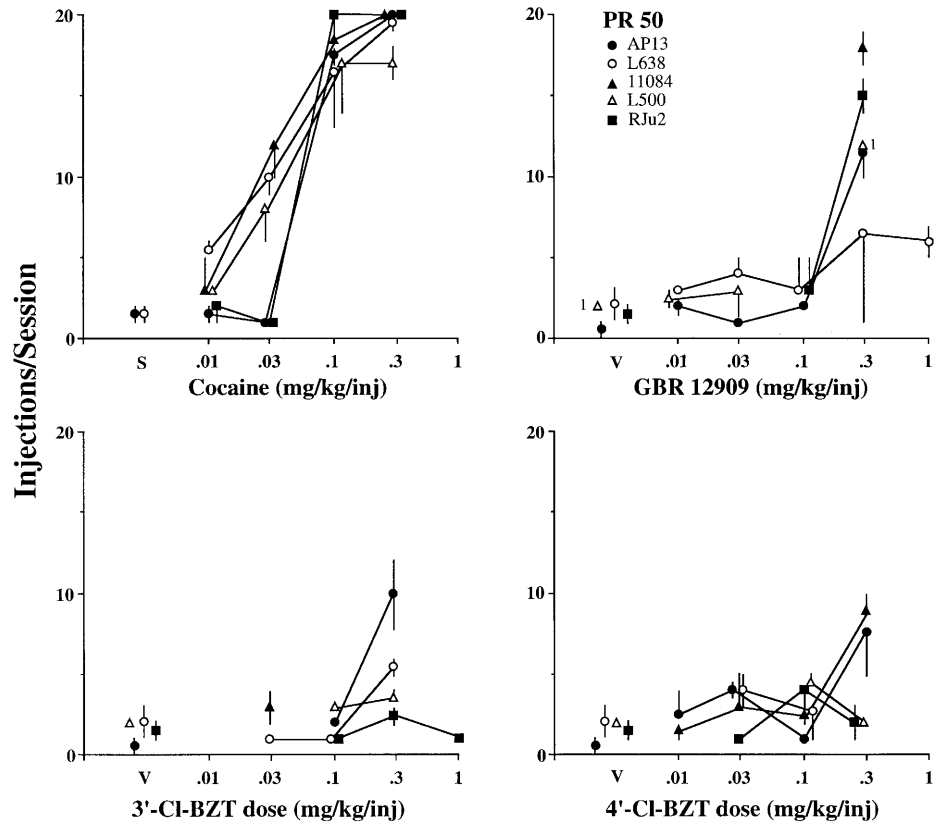 Injections/Session
20
10
0
S .01 .03 .1 .3 1
Cocaine (mg/kg/inj)
PR 50
AP13
L638
11084
L500
RJu2
20
10
0
1
1
V .01 .03 .1 .3 1
GBR 12909 (mg/kg/inj)
20
10
0
V .01 .03 .1 .3 1
3'-Cl-BZT dose (mg/kg/inj)
20
10
0
V .01 .03 .1 .3 1
4'-Cl-BZT dose (mg/kg/inj)